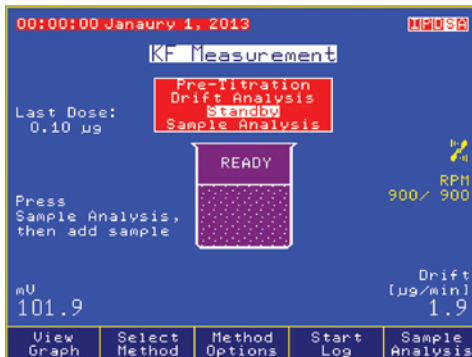 00:00:00 Janaury 1, 2013
IPUSA
KF Measurement
Pre-Titration
Drift Analysis
Standby
Sample Analysis
Last Dose:
0.10 µg
READY
RPM
900/ 900
Press
Sample Analysis,
then add sample
mV
101.9
Drift
[µg/min]
1.9
View
Graph
Select
Method
Method
Options
Start
Log
Sample
Analysis